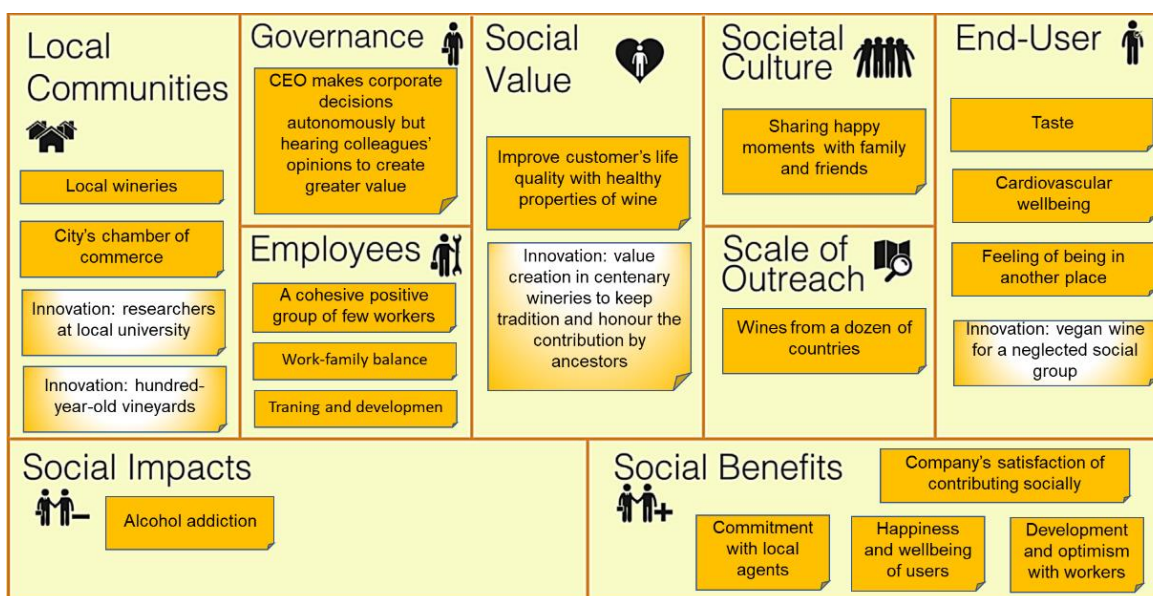 Local
Communities
Local wineries
City's chamber of
commerce
Innovation: researchers
at local university
Innovation: hundred-
year-old vineyards
Governance
CEO makes corporate
decisions
autonomously but
hearing colleagues'
opinions to create
greater value
Employees
A cohesive positive
group of few workers
Work-family balance
Traning and developmen
Social
Value
Improve customer's life
quality with healthy
properties of wine
Innovation: value
creation in centenary
wineries to keep
tradition and honour the
contribution by
ancestors
Societal
Culture
Sharing happy
moments with family
and friends
Scale of
Outreach
Wines from a dozen of
countries
End-User
Taste
Cardiovascular
wellbeing
Feeling of being in
another place
Innovation: vegan wine
for a neglected social
group
Social Impacts
Alcohol addiction
Social Benefits
Company's satisfaction of
contributing socially
Commitment
with local
agents
Happiness
and wellbeing
of users
Development
and optimism
with workers